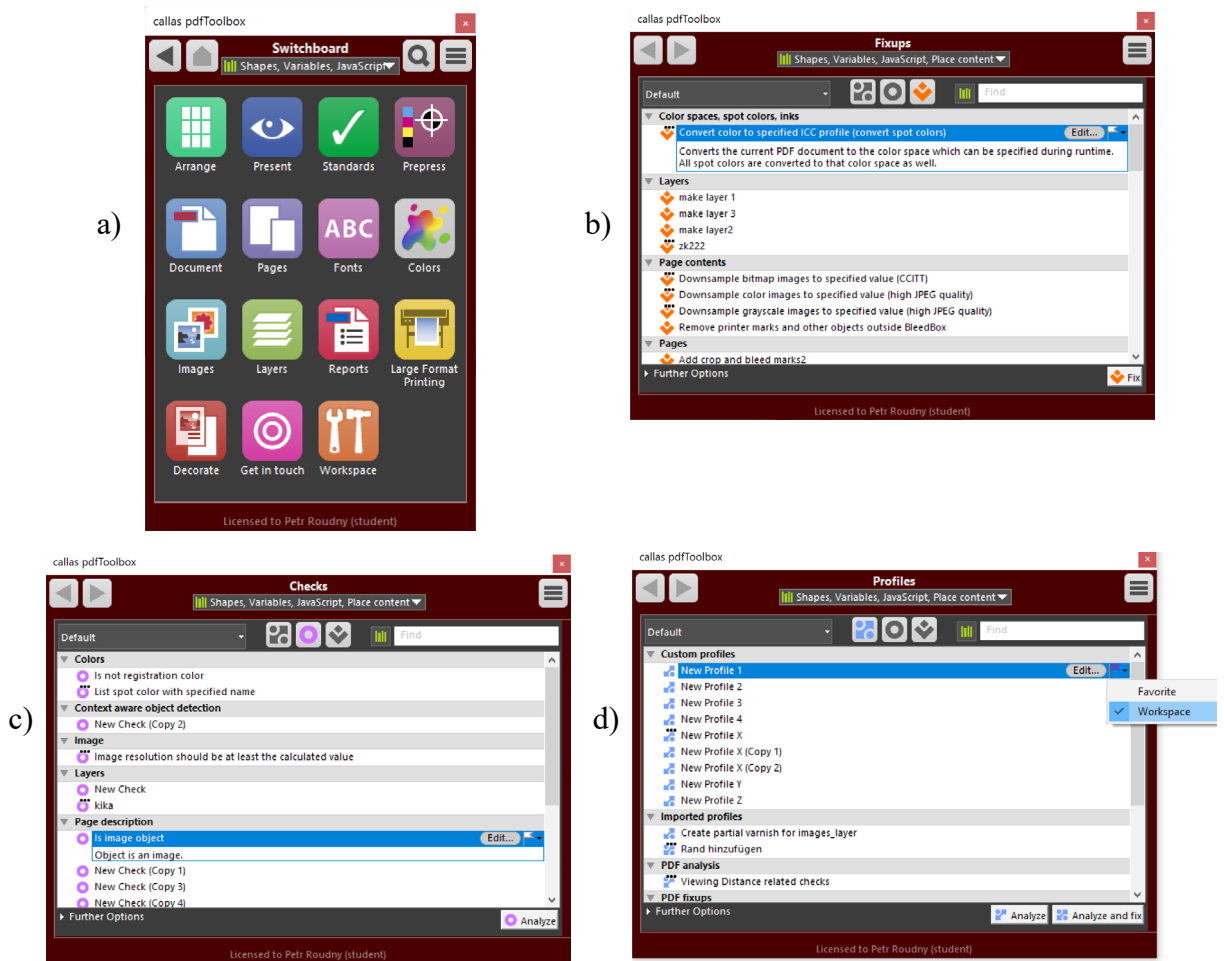 callas pdfToolbox
×
Switchboard
Shapes, Variables, JavaScript
Arrange
Present
Standards
Prepress
Document
Pages
ABC
Fonts
Colors
Images
Layers
Reports
Large Format
Printing
Decorate
Get in touch
Workspace
Licensed to Petr Roudny (student)
a)
callas pdfToolbox
×
Fixups
Shapes, Variables, JavaScript, Place content
Default
Find
Color spaces, spot colors, inks
Convert color to specified ICC profile (convert spot colors) Edit...
Converts the current PDF document to the color space which can be specified during runtime.
All spot colors are converted to that color space as well.
Layers
make layer 1
make layer 3
make layer2
zk222
Page contents
Downsample bitmap images to specified value (CCITT)
Downsample color images to specified value (high JPEG quality)
Downsample grayscale images to specified value (high JPEG quality)
Remove printer marks and other objects outside BleedBox
Pages
Add crop and bleed marks2
Further Options
Fix
Licensed to Petr Roudny (student)
b)
callas pdfToolbox
×
Checks
Shapes, Variables, JavaScript, Place content
Default
Find
Colors
Is not registration color
List spot color with specified name
Context aware object detection
New Check (Copy 2)
Image
Image resolution should be at least the calculated value
Layers
New Check
kika
Page description
Is image object Edit...
Object is an image.
New Check (Copy 1)
New Check (Copy 3)
New Check (Copy 4)
Further Options
Analyze
Licensed to Petr Roudny (student)
c)
callas pdfToolbox
×
Profiles
Shapes, Variables, JavaScript, Place content
Default
Find
Custom profiles
New Profile 1 Edit...
Favorite
Workspace
New Profile 2
New Profile 3
New Profile 4
New Profile X
New Profile X (Copy 1)
New Profile X (Copy 2)
New Profile Y
New Profile Z
Imported profiles
Create partial varnish for images_layer
Rand hinzufügen
PDF analysis
Viewing Distance related checks
PDF fixups
Further Options
Analyze
Analyze and fix
Licensed to Petr Roudny (student)
d)